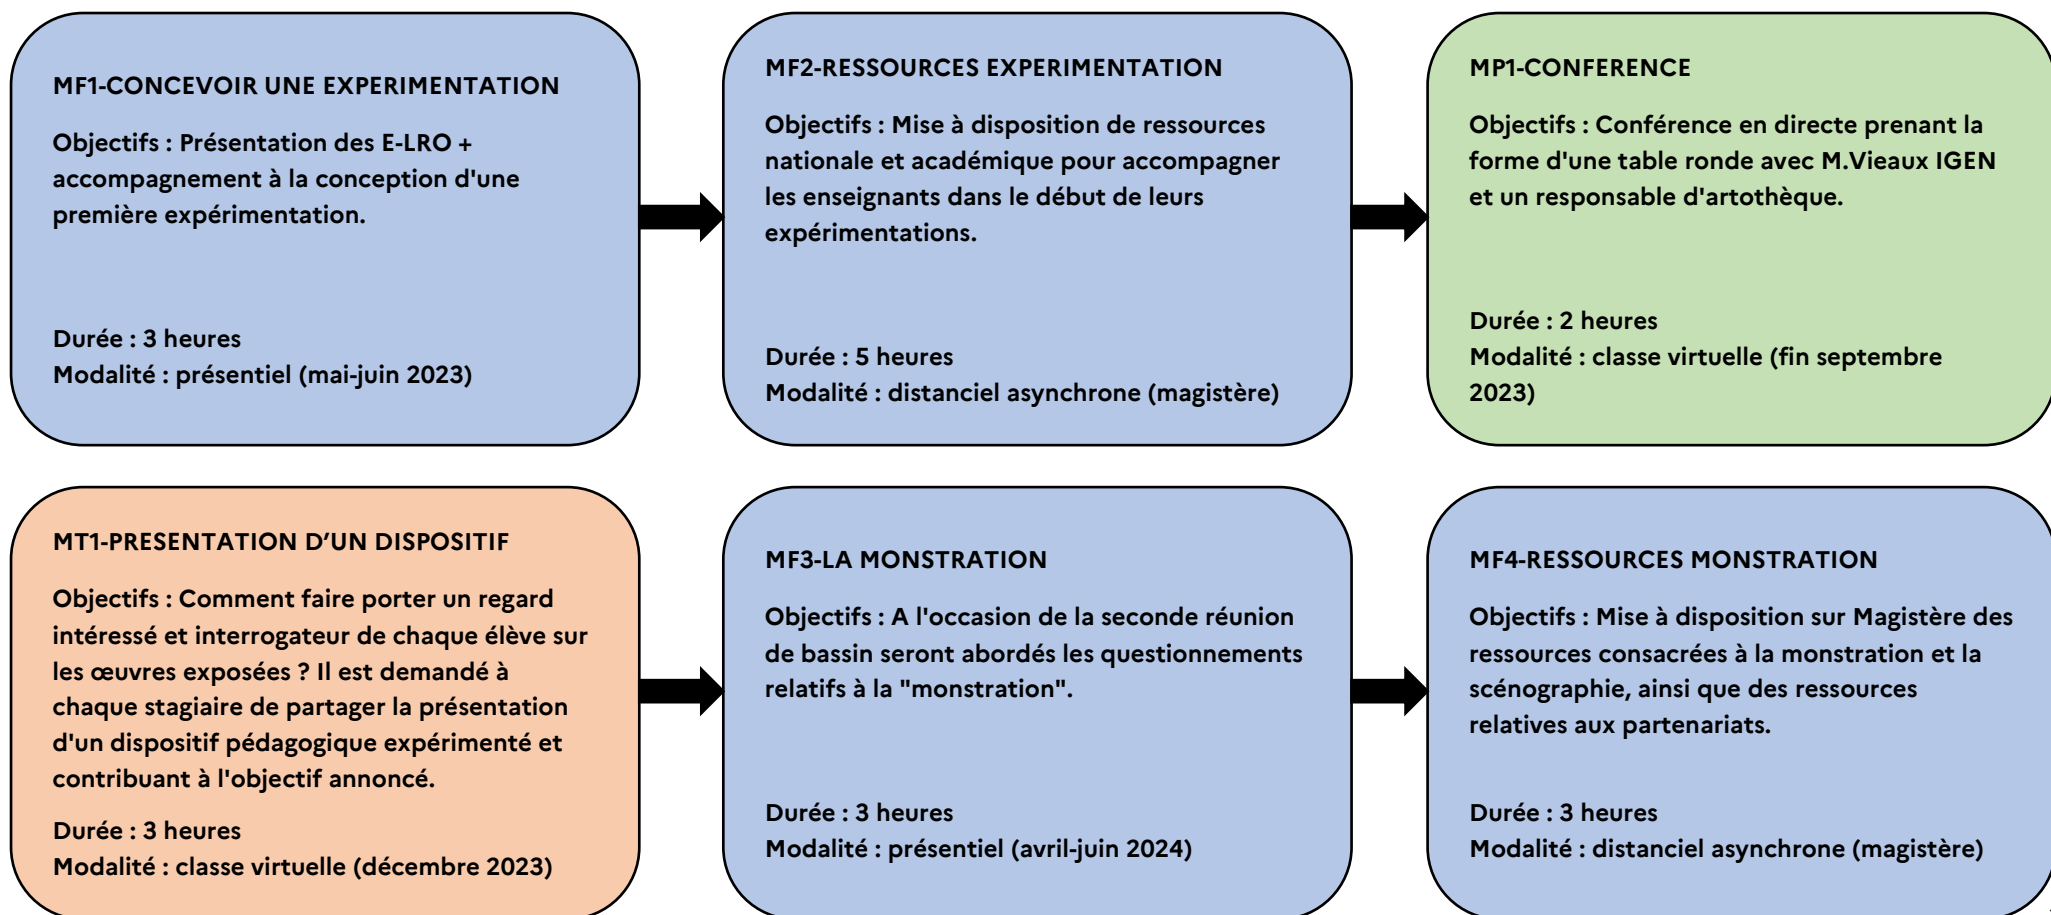 MF1-CONCEVOIR UNE EXPERIMENTATION
Objectifs : Présentation des E-LRO +
accompagnement à la conception d'une
première expérimentation.
Durée : 3 heures
Modalité : présentiel (mai-juin 2023)
MF2-RESSOURCES EXPERIMENTATION
Objectifs : Mise à disposition de ressources
nationale et académique pour accompagner
les enseignants dans le début de leurs
expérimentations.
Durée : 5 heures
Modalité : distanciel asynchrone (magistère)
MP1-CONFERENCE
Objectifs : Conférence en directe prenant la
forme d'une table ronde avec M.Vieaux IGEN
et un responsable d'artothèque.
Durée : 2 heures
Modalité : classe virtuelle (fin septembre
2023)
MT1-PRESENTATION D’UN DISPOSITIF
Objectifs : Comment faire porter un regard
intéressé et interrogateur de chaque élève sur
les œuvres exposées ? Il est demandé à
chaque stagiaire de partager la présentation
d'un dispositif pédagogique expérimenté et
contribuant à l'objectif annoncé.
Durée : 3 heures
Modalité : classe virtuelle (décembre 2023)
MF3-LA MONSTRATION
Objectifs : A l'occasion de la seconde réunion
de bassin seront abordés les questionnements
relatifs à la "monstration".
Durée : 3 heures
Modalité : présentiel (avril-juin 2024)
MF4-RESSOURCES MONSTRATION
Objectifs : Mise à disposition sur Magistère des
ressources consacrées à la monstration et la
scénographie, ainsi que des ressources
relatives aux partenariats.
Durée : 3 heures
Modalité : distanciel asynchrone (magistère)